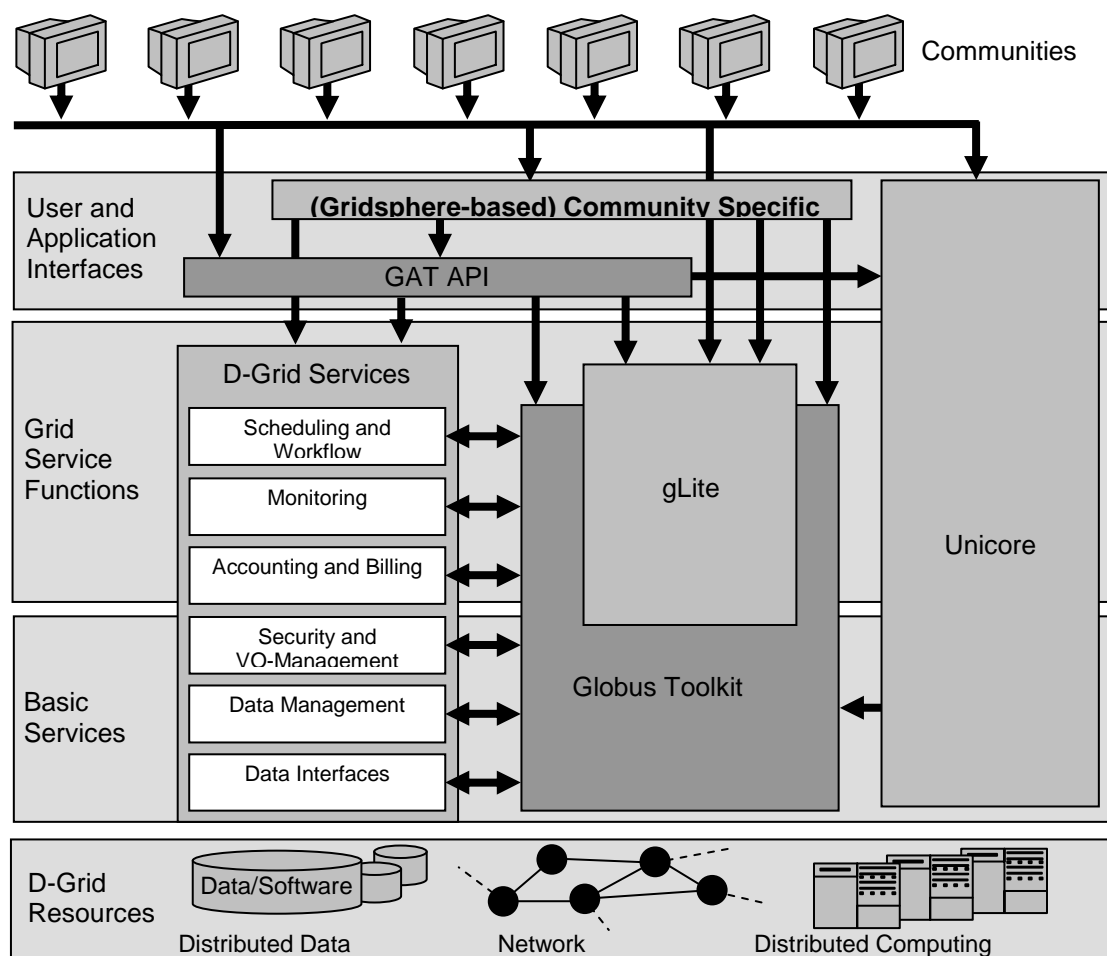 Communities
User and
Application
Interfaces
(Gridsphere-based) Community Specific
GAT API
Grid
Service
Functions
D-Grid Services
Scheduling and
Workflow
Monitoring
Accounting and Billing
gLite
Unicore
Basic
Services
Security and
VO-Management
Data Management
Data Interfaces
Globus Toolkit
D-Grid
Resources
Data/Software
Distributed Data
Network
Distributed Computing